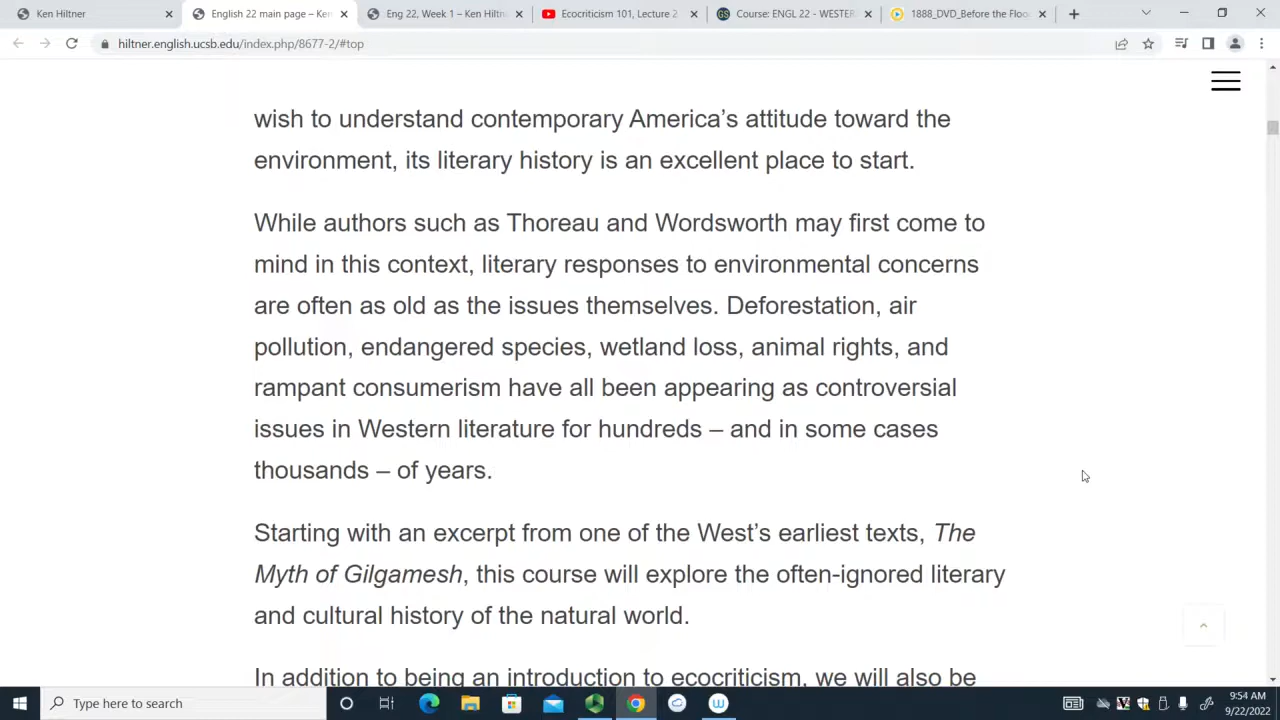 Ken Hiltner
English 22 main page – Ken
Eng 22, Week 1 – Ken Hiltne
Ecocriticism 101, Lecture 2
Course: ENGL 22 - WESTER
1888_DVD_Before the Floo
hiltner.english.ucsb.edu/index.php/8677-2/#top
wish to understand contemporary America’s attitude toward the
environment, its literary history is an excellent place to start.
While authors such as Thoreau and Wordsworth may first come to
mind in this context, literary responses to environmental concerns
are often as old as the issues themselves. Deforestation, air
pollution, endangered species, wetland loss, animal rights, and
rampant consumerism have all been appearing as controversial
issues in Western literature for hundreds – and in some cases
thousands – of years.
Starting with an excerpt from one of the West’s earliest texts, The
Myth of Gilgamesh, this course will explore the often-ignored literary
and cultural history of the natural world.
In addition to being an introduction to ecocriticism, we will also be
Type here to search
9:54 AM
9/22/2022